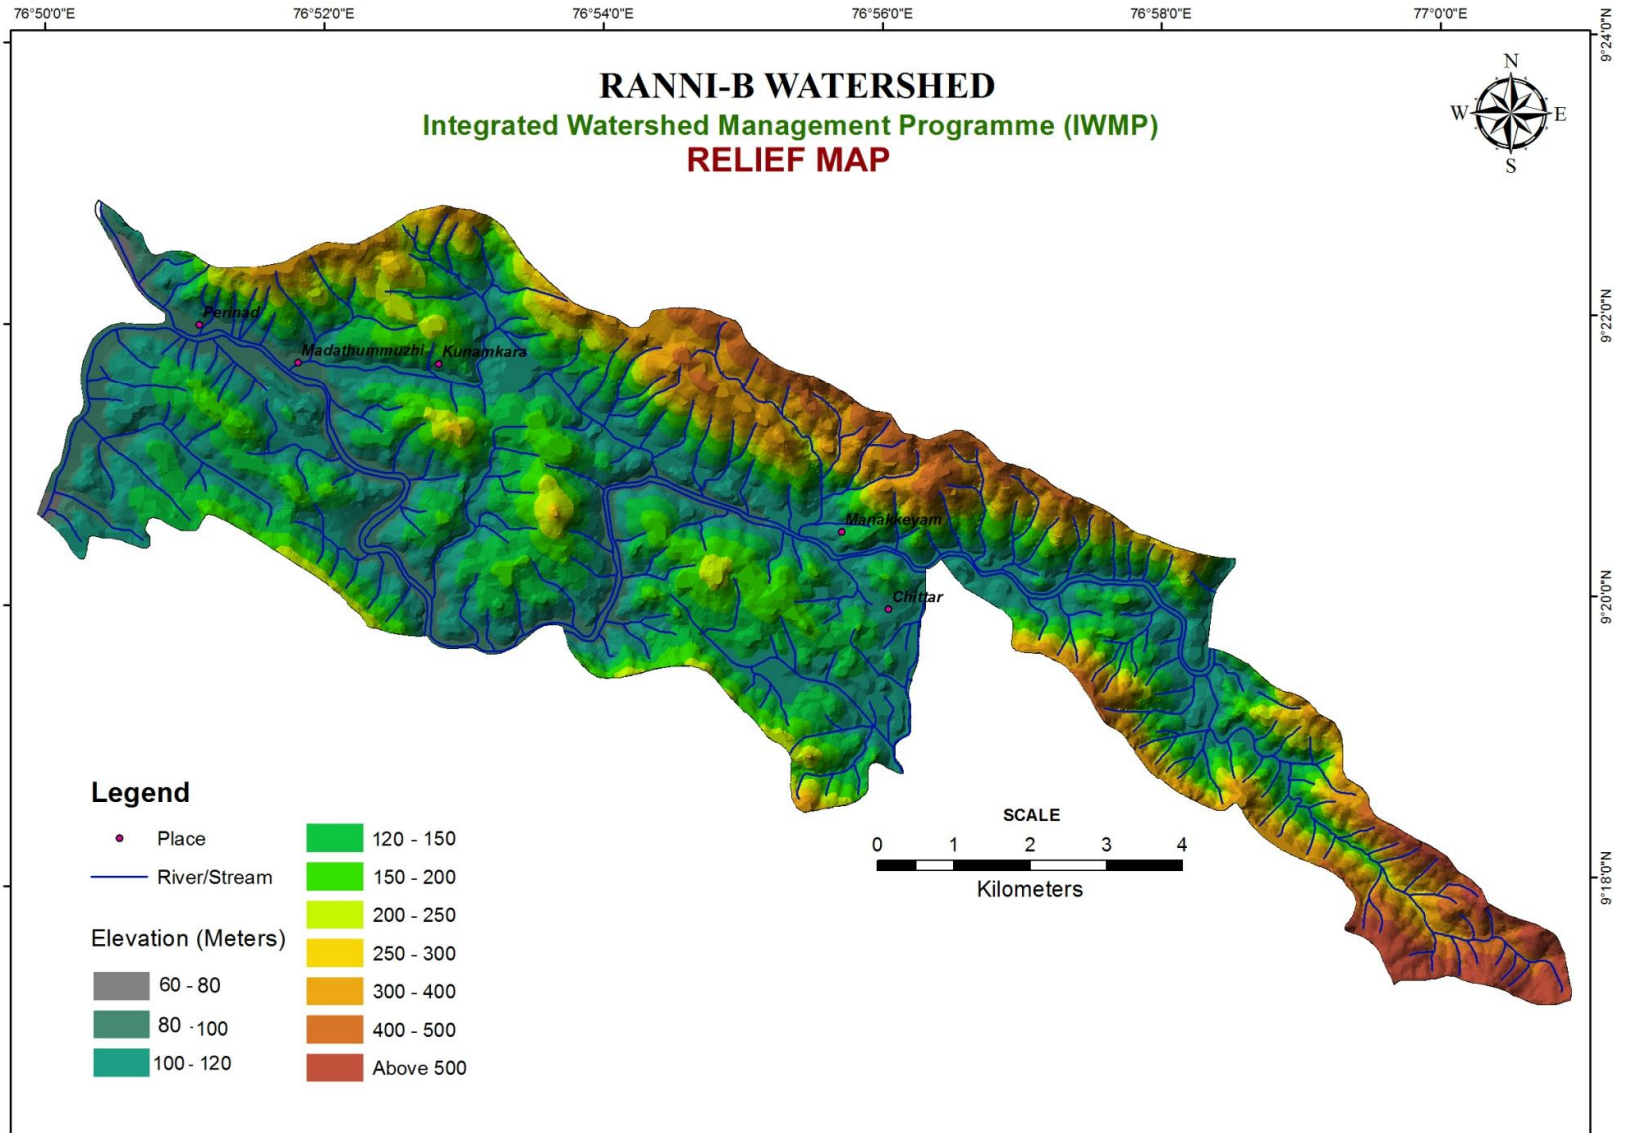 76°50'0"E 76°52'0"E 76°54'0"E 76°56'0"E 76°58'0"E 77°0'0"E
9°24'0"N
RANNI-B WATERSHED
Integrated Watershed Management Programme (IWMP)
RELIEF MAP
N
W E
S
9°22'0"N
Perinad
Madathummuzhi Kunamkara
Manakkeyam
9°20'0"N
Chittar
9°18'0"N
SCALE
0 1 2 3 4
Kilometers
Legend
Place
River/Stream
Elevation (Meters)
60 - 80
80 - 100
100 - 120
120 - 150
150 - 200
200 - 250
250 - 300
300 - 400
400 - 500
Above 500